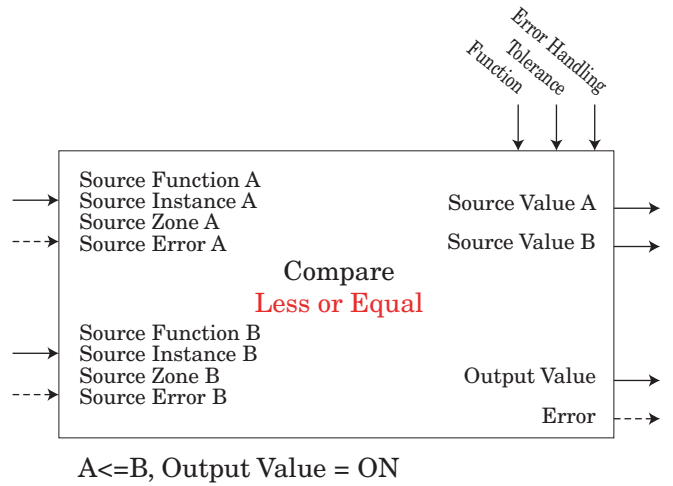 Function
Tolerance
Error Handling
Source Function A
Source Instance A
Source Zone A
Source Error A
Source Value A
Source Value B
Compare
Less or Equal
Source Function B
Source Instance B
Source Zone B
Source Error B
Output Value
Error
A<=B, Output Value = ON